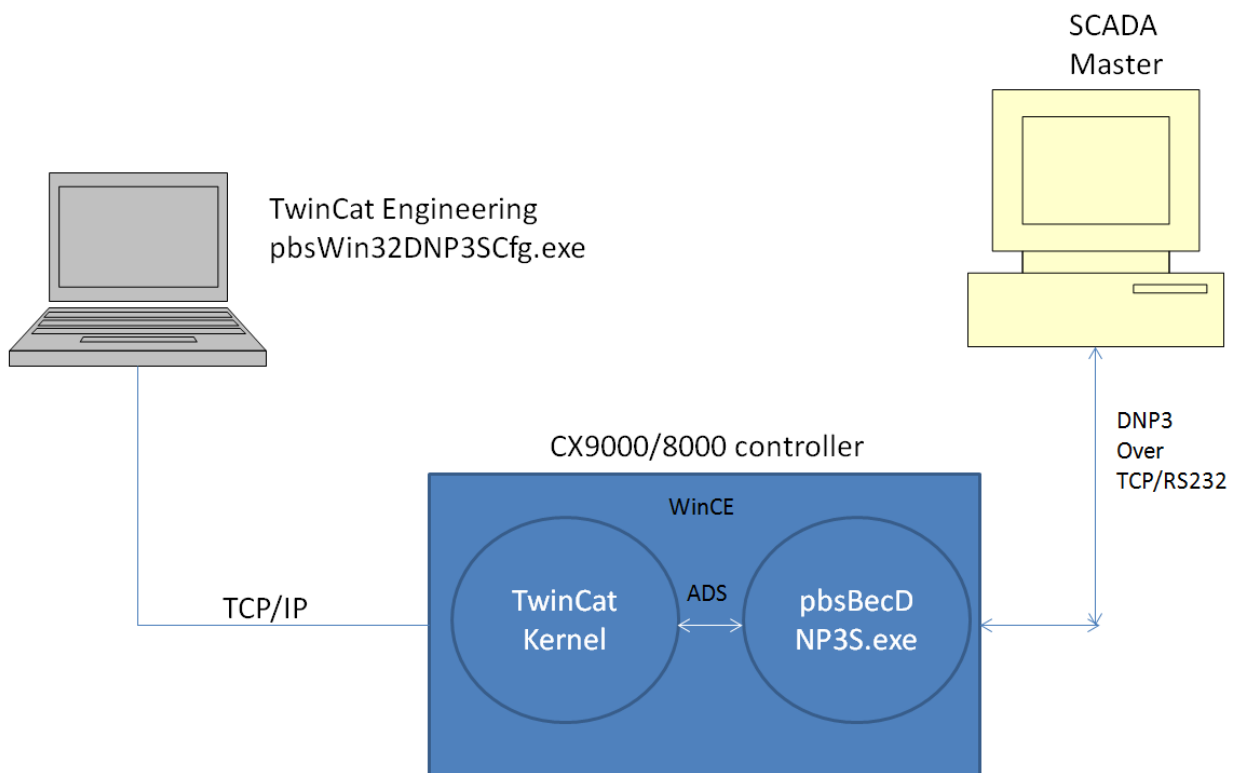 SCADA
Master
TwinCat Engineering
pbsWin32DNP3SCfg.exe
DNP3
Over
TCP/RS232
CX9000/8000 controller
WinCE
TCP/IP
TwinCat
Kernel
ADS
pbsBecD
NP3S.exe